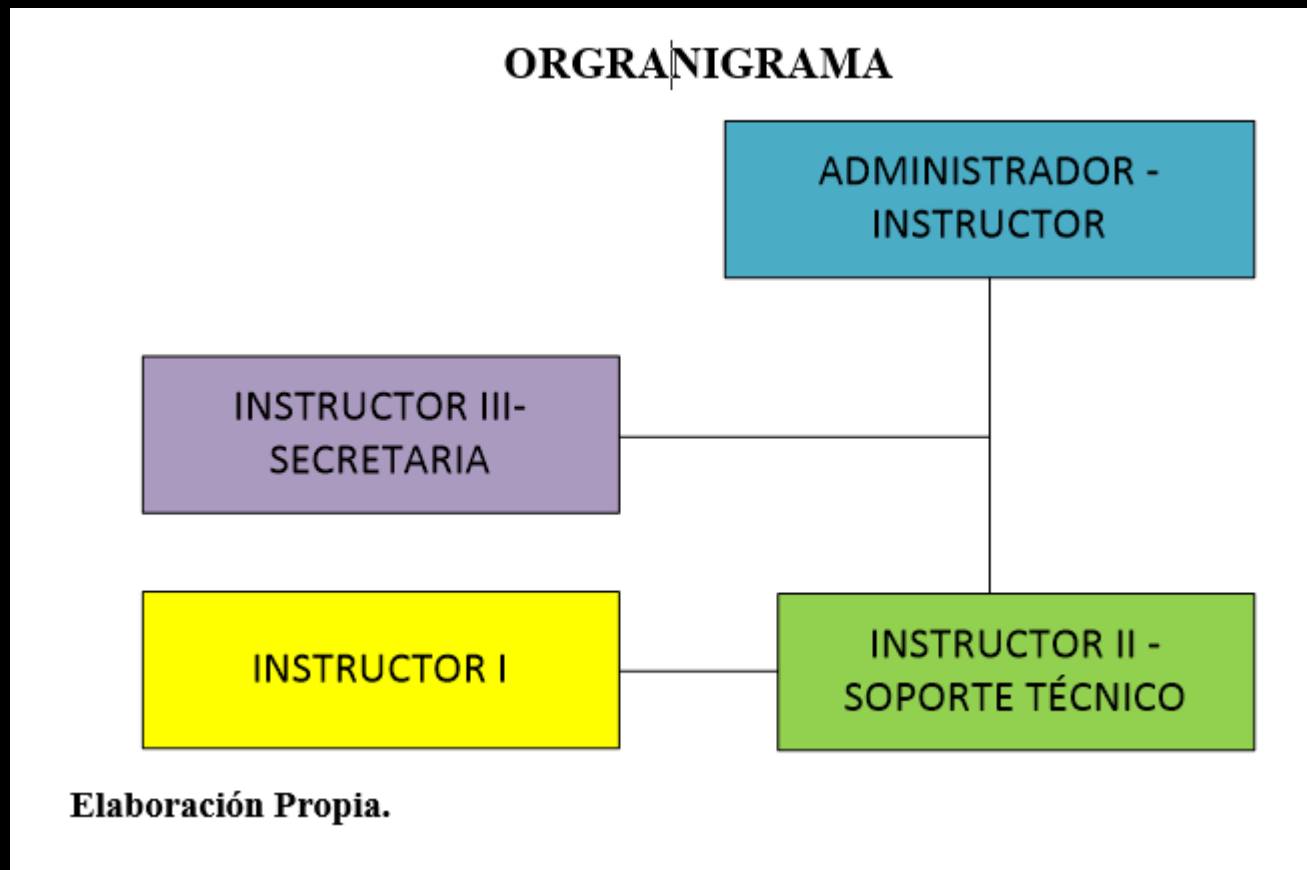 ORGRANIGRAMA
ADMINISTRADOR -
INSTRUCTOR
INSTRUCTOR III-
SECRETARIA
INSTRUCTOR I
INSTRUCTOR II -
SOPORTE TÉCNICO
Elaboración Propia.